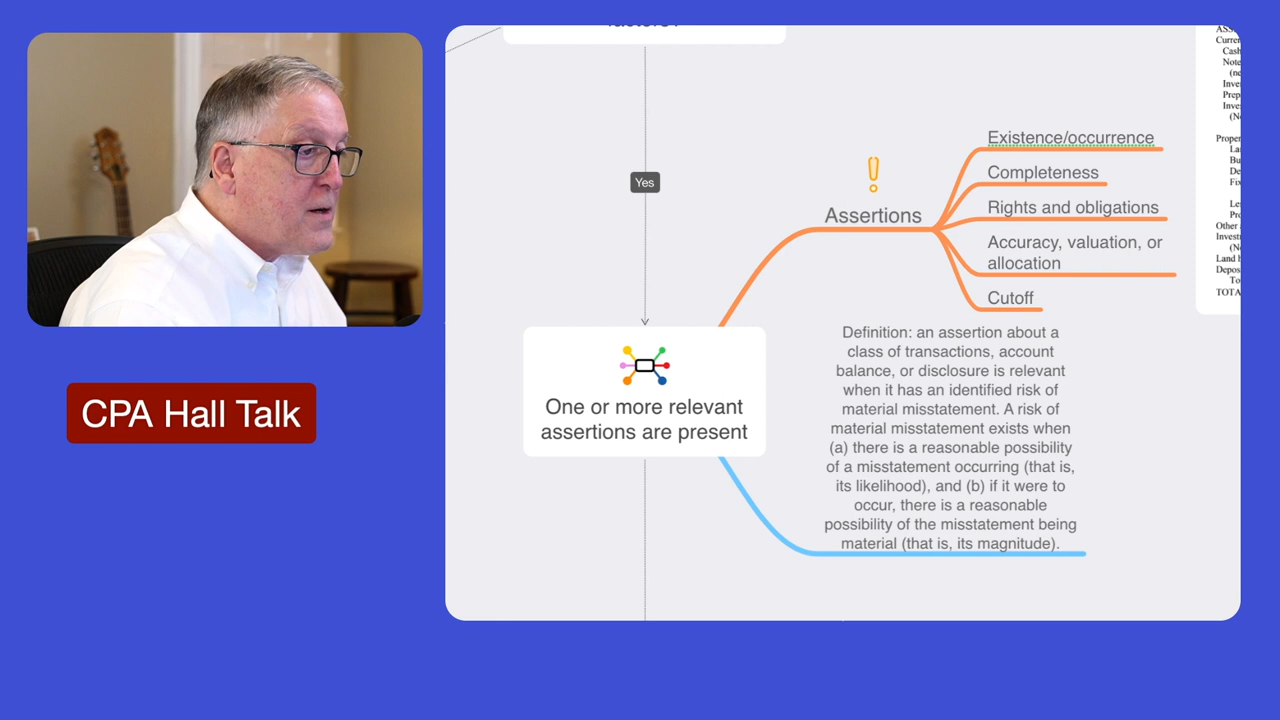 CPA Hall Talk
Yes
One or more relevant
assertions are present
Assertions
Existence/occurrence
Completeness
Rights and obligations
Accuracy, valuation, or
allocation
Cutoff
Definition: an assertion about a
class of transactions, account
balance, or disclosure is relevant
when it has an identified risk of
material misstatement. A risk of
material misstatement exists when
(a) there is a reasonable possibility
of a misstatement occurring (that is,
its likelihood), and (b) if it were to
occur, there is a reasonable
possibility of the misstatement being
material (that is, its magnitude).